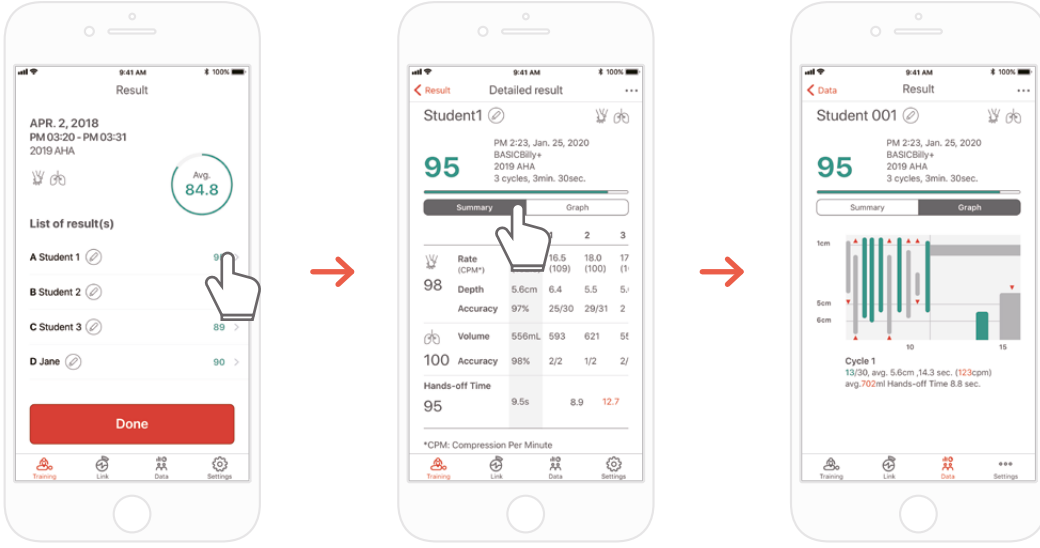 9:41 AM
100%
Result
APR. 2, 2018
PM 03:20 - PM 03:31
2019 AHA
Avg.
84.8
List of result(s)
A Student 1
B Student 2
C Student 3 89 >
D Jane 90 >
Done
Training Link Data Settings
9:41 AM
100%
< Result Detailed result ...
Student1
95
PM 2:23, Jan. 25, 2020
BASICBilly+
2019 AHA
3 cycles, 3min. 30sec.
Summary Graph
1 2 3
Rate 16.5 18.0 17
(CPM*) (109) (100)
98 Depth 5.6cm 6.4 5.5 5.
Accuracy 97% 25/30 29/31 2
Volume 556mL 593 621
100 Accuracy 98% 2/2 1/2 2/
Hands-off Time
95 9.5s 8.9 12.7
*CPM: Compression Per Minute
Training Link Data Settings
9:41 AM
100%
< Data Result ...
Student 001
95
PM 2:23, Jan. 25, 2020
BASICBilly+
2019 AHA
3 cycles, 3min. 30sec.
Summary Graph
1cm
5cm
6cm
10 15
Cycle 1
13/30, avg. 5.6cm ,14.3 sec. (123cpm)
avg.702ml Hands-off Time 8.8 sec.
Training Link Data Settings